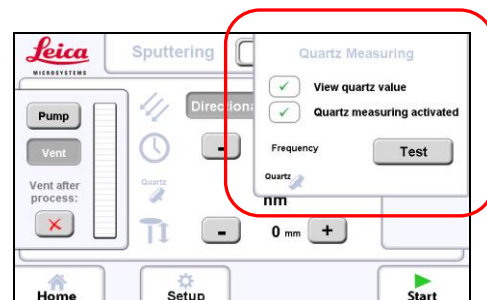 Leica
MICROSYSTEMS
Sputtering
Quartz Measuring
View quartz value
Quartz measuring activated
Frequency
Test
Quartz
Pump
Vent
Vent after
process:
Directiona
-
Quartz
nm
-
0 mm
+
Home
Setup
Start